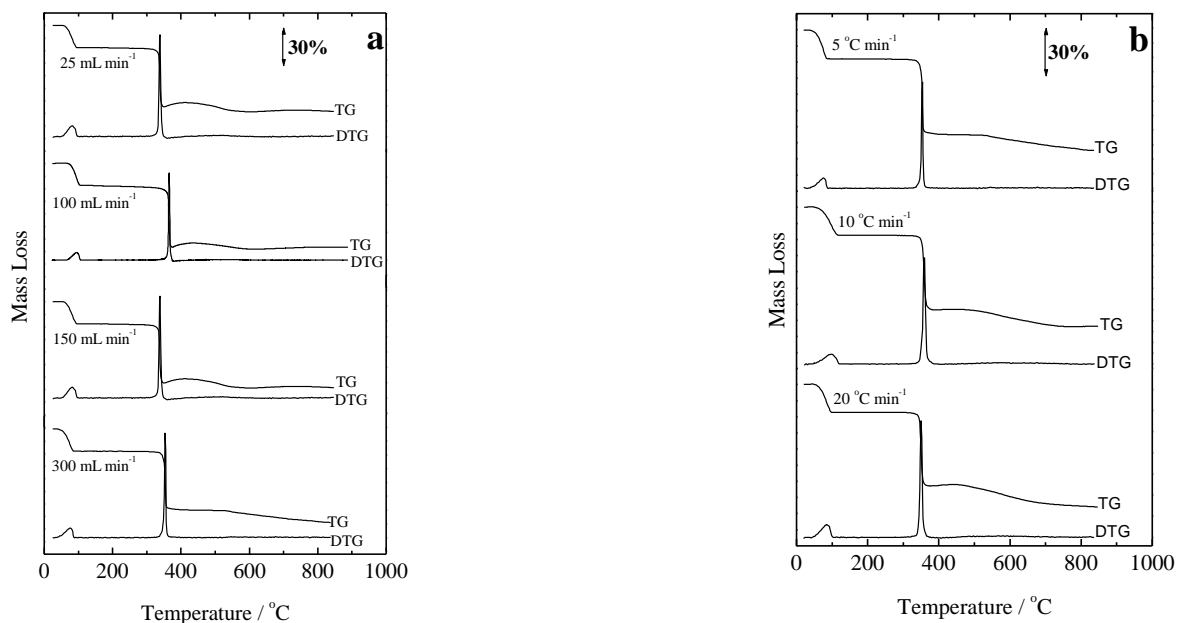 a
30%
25 mL min⁻¹
TG
DTG
100 mL min⁻¹
TG
DTG
150 mL min⁻¹
TG
DTG
300 mL min⁻¹
TG
DTG
Mass Loss
0 200 400 600 800 1000
Temperature / °C
b
30%
5 °C min⁻¹
TG
DTG
10 °C min⁻¹
TG
DTG
20 °C min⁻¹
TG
DTG
Mass Loss
0 200 400 600 800 1000
Temperature / °C